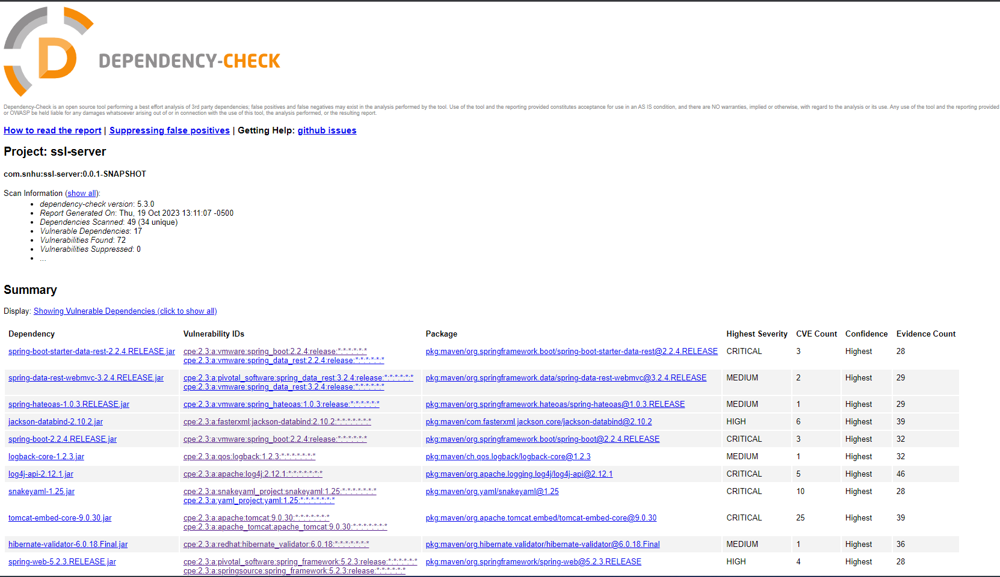 D DEPENDENCY-CHECK
Dependency-Check is an open source tool performing a best effort analysis of 3rd party dependencies; false positives and false negatives may exist in the analysis performed by the tool. Use of the tool and the reporting provided constitutes acceptance for use in an AS IS condition, and there are NO warranties, implied or otherwise, with regard to the analysis or its use. Any use of the tool and the reporting provided
or OWASP be held liable for any damages whatsoever arising out of or in connection with the use of this tool, the analysis performed, or the resulting report.
How to read the report | Suppressing false positives | Getting Help: github issues
Project: ssl-server
com.snhu:ssl-server:0.0.1-SNAPSHOT
Scan Information (show all):
• dependency-check version: 5.3.0
• Report Generated On: Thu, 19 Oct 2023 13:11:07 -0500
• Dependencies Scanned: 49 (34 unique)
• Vulnerable Dependencies: 17
• Vulnerabilities Found: 72
• Vulnerabilities Suppressed: 0
• ...
Summary
Display: Showing Vulnerable Dependencies (click to show all)
Dependency Vulnerability IDs Package Highest Severity CVE Count Confidence Evidence Count
spring-boot-starter-data-rest-2.2.4.RELEASE.jar cpe:2.3:a:vmware:spring_boot:2.2.4:release:*:*:*:*:*:* pkg:maven/org.springframework.boot/spring-boot-starter-data-rest@2.2.4.RELEASE CRITICAL 3 Highest 28
cpe:2.3:a:vmware:spring_data_rest:2.2.4:release:*:*:*:*:*:*
spring-data-rest-webmvc-3.2.4.RELEASE.jar cpe:2.3:a:pivotal_software:spring_data_rest:3.2.4:release:*:*:*:*:*:* pkg:maven/org.springframework.data/spring-data-rest-webmvc@3.2.4.RELEASE MEDIUM 2 Highest 29
cpe:2.3:a:vmware:spring_data_rest:3.2.4:release:*:*:*:*:*:*
spring-hateoas-1.0.3.RELEASE.jar cpe:2.3:a:vmware:spring_hateoas:1.0.3:release:*:*:*:*:*:* pkg:maven/org.springframework.hateoas/spring-hateoas@1.0.3.RELEASE MEDIUM 1 Highest 29
jackson-databind-2.10.2.jar cpe:2.3:a:fasterxml:jackson-databind:2.10.2:*:*:*:*:*:*:* pkg:maven/com.fasterxml.jackson.core/jackson-databind@2.10.2 HIGH 6 Highest 39
spring-boot-2.2.4.RELEASE.jar cpe:2.3:a:vmware:spring_boot:2.2.4:release:*:*:*:*:*:* pkg:maven/org.springframework.boot/spring-boot@2.2.4.RELEASE CRITICAL 3 Highest 32
logback-core-1.2.3.jar cpe:2.3:a:qos:logback:1.2.3:*:*:*:*:*:*:* pkg:maven/ch.qos.logback/logback-core@1.2.3 MEDIUM 1 Highest 32
log4j-api-2.12.1.jar cpe:2.3:a:apache:log4j:2.12.1:*:*:*:*:*:*:* pkg:maven/org.apache.logging.log4j/log4j-api@2.12.1 CRITICAL 5 Highest 46
snakeyaml-1.25.jar cpe:2.3:a:snakeyaml_project:snakeyaml:1.25:*:*:*:*:*:*:* pkg:maven/org.yaml/snakeyaml@1.25 CRITICAL 10 Highest 28
cpe:2.3:a:yaml_project:yaml:1.25:*:*:*:*:*:*:*
tomcat-embed-core-9.0.30.jar cpe:2.3:a:apache:tomcat:9.0.30:*:*:*:*:*:*:* pkg:maven/org.apache.tomcat.embed/tomcat-embed-core@9.0.30 CRITICAL 25 Highest 39
cpe:2.3:a:apache_tomcat:apache_tomcat:9.0.30:*:*:*:*:*:*:*
hibernate-validator-6.0.18.Final.jar cpe:2.3:a:redhat:hibernate_validator:6.0.18:*:*:*:*:*:*:* pkg:maven/org.hibernate.validator/hibernate-validator@6.0.18.Final MEDIUM 1 Highest 36
spring-web-5.2.3.RELEASE.jar cpe:2.3:a:pivotal_software:spring_framework:5.2.3:release:*:*:*:*:*:* pkg:maven/org.springframework/spring-web@5.2.3.RELEASE HIGH 4 Highest 28
cpe:2.3:a:springsource:spring_framework:5.2.3:release:*:*:*:*:*:*